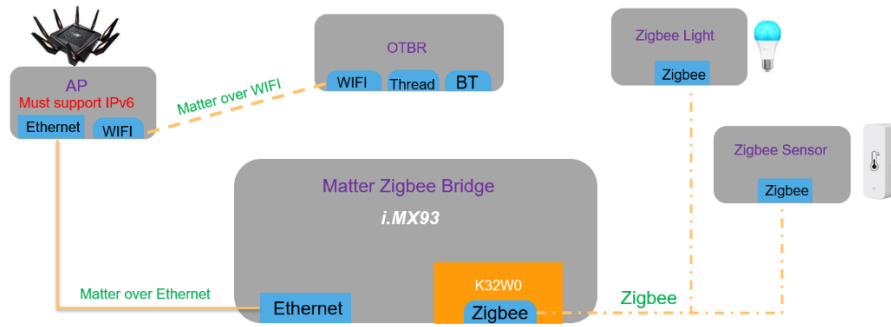 AP
Must support IPv6
Ethernet
WIFI
Matter over WIFI
OTBR
WIFI
Thread
BT
Zigbee Light
Zigbee
Zigbee Sensor
Zigbee
Matter Zigbee Bridge
i.MX93
K32W0
Zigbee
Ethernet
Matter over Ethernet
Zigbee